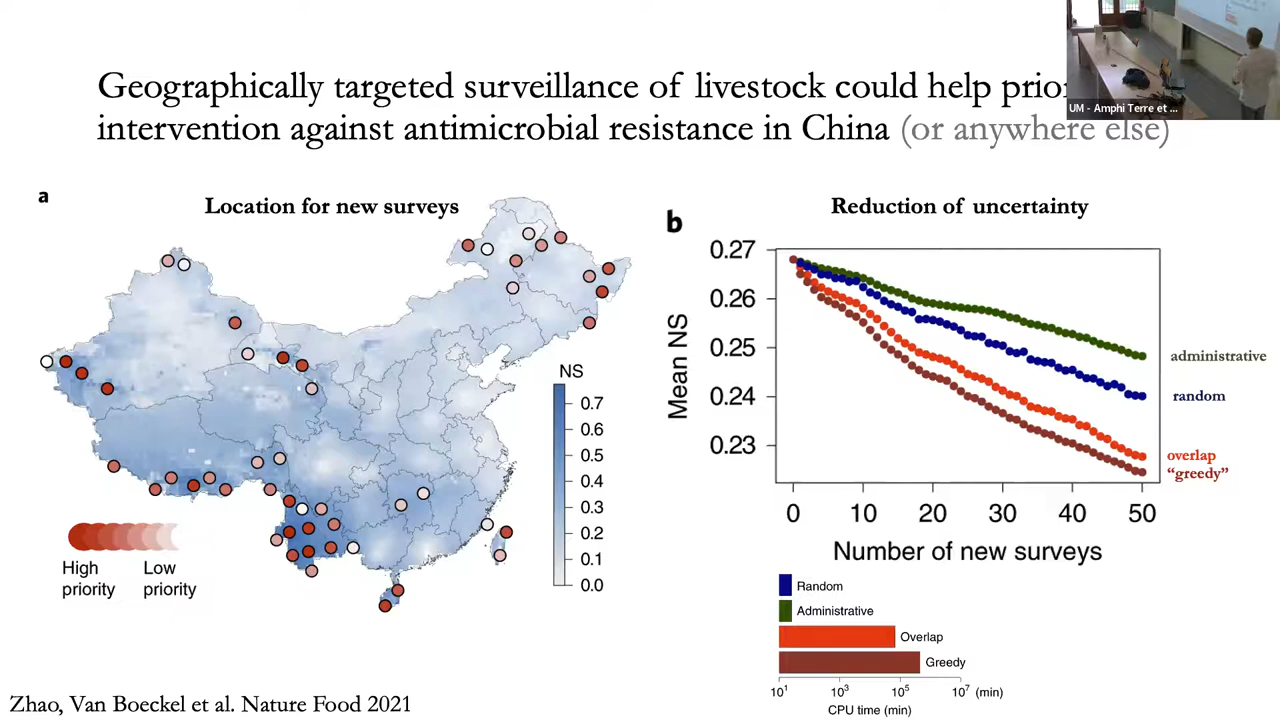 Geographically targeted surveillance of livestock could help prior
intervention against antimicrobial resistance in China (or anywhere else)
UM - Amphi Terre et ...
a
Location for new surveys
NS
0.7
0.6
0.5
0.4
0.3
0.2
0.1
0.0
High priority
Low priority
b
Reduction of uncertainty
Mean NS
0.27
0.26
0.25
0.24
0.23
0
10
20
30
40
50
Number of new surveys
administrative
random
overlap
“greedy”
Random
Administrative
Overlap
Greedy
10¹
10³
10⁵
10⁷ (min)
CPU time (min)
Zhao, Van Boeckel et al. Nature Food 2021